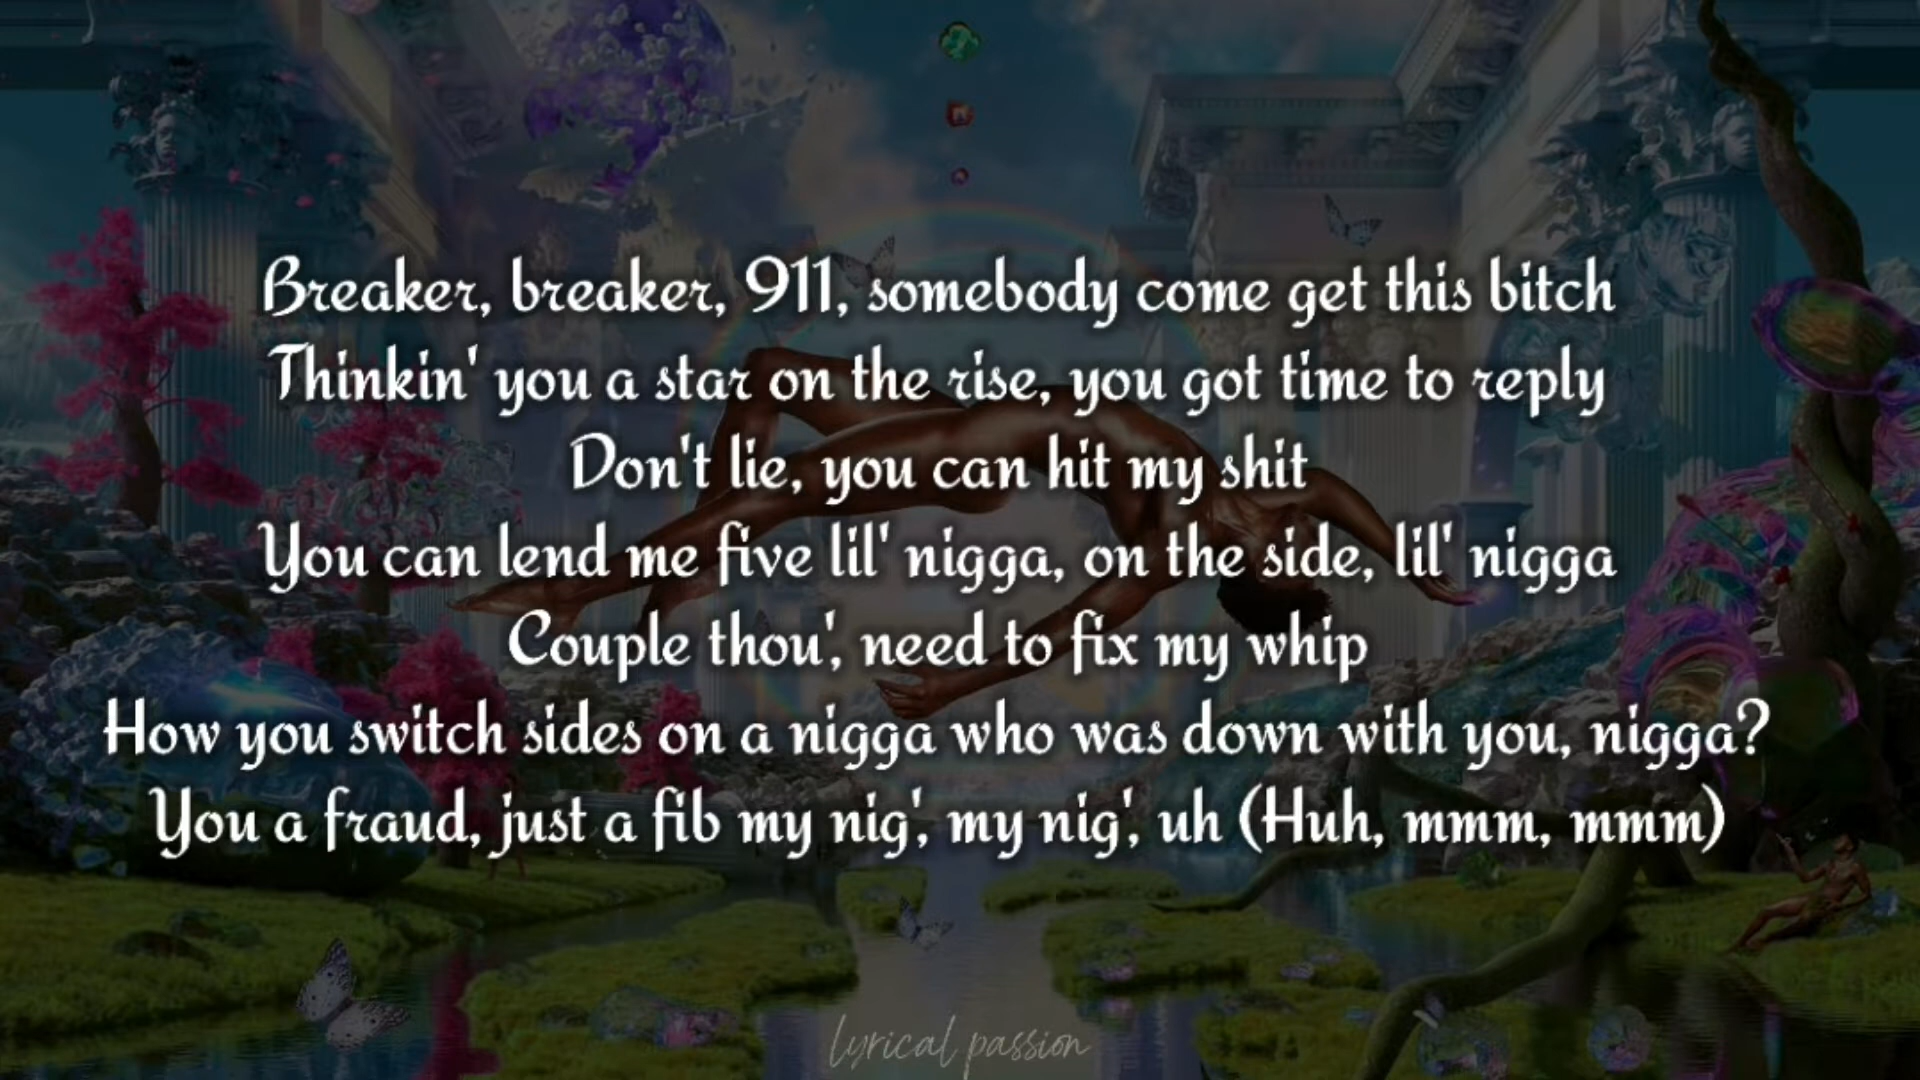 Breaker, breaker, 911, somebody come get this bitch
Thinkin' you a star on the rise, you got time to reply
Don't lie, you can hit my shit
You can lend me five lil' nigga, on the side, lil' nigga
Couple thou', need to fix my whip
How you switch sides on a nigga who was down with you, nigga?
You a fraud, just a fib my nig', my nig', uh (Huh, mmm, mmm)
lyrical passion